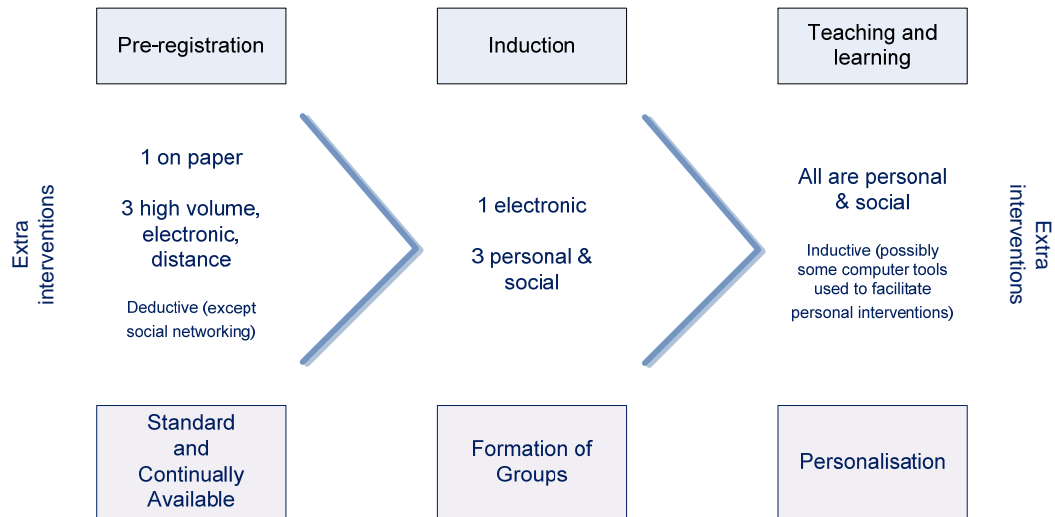 Pre-registration
Induction
Teaching and
learning
Extra
interventions
1 on paper
3 high volume,
electronic,
distance
Deductive (except
social networking)
1 electronic
3 personal &
social
All are personal
& social
Inductive (possibly
some computer tools
used to facilitate
personal interventions)
Extra
interventions
Standard
and
Continually
Available
Formation of
Groups
Personalisation